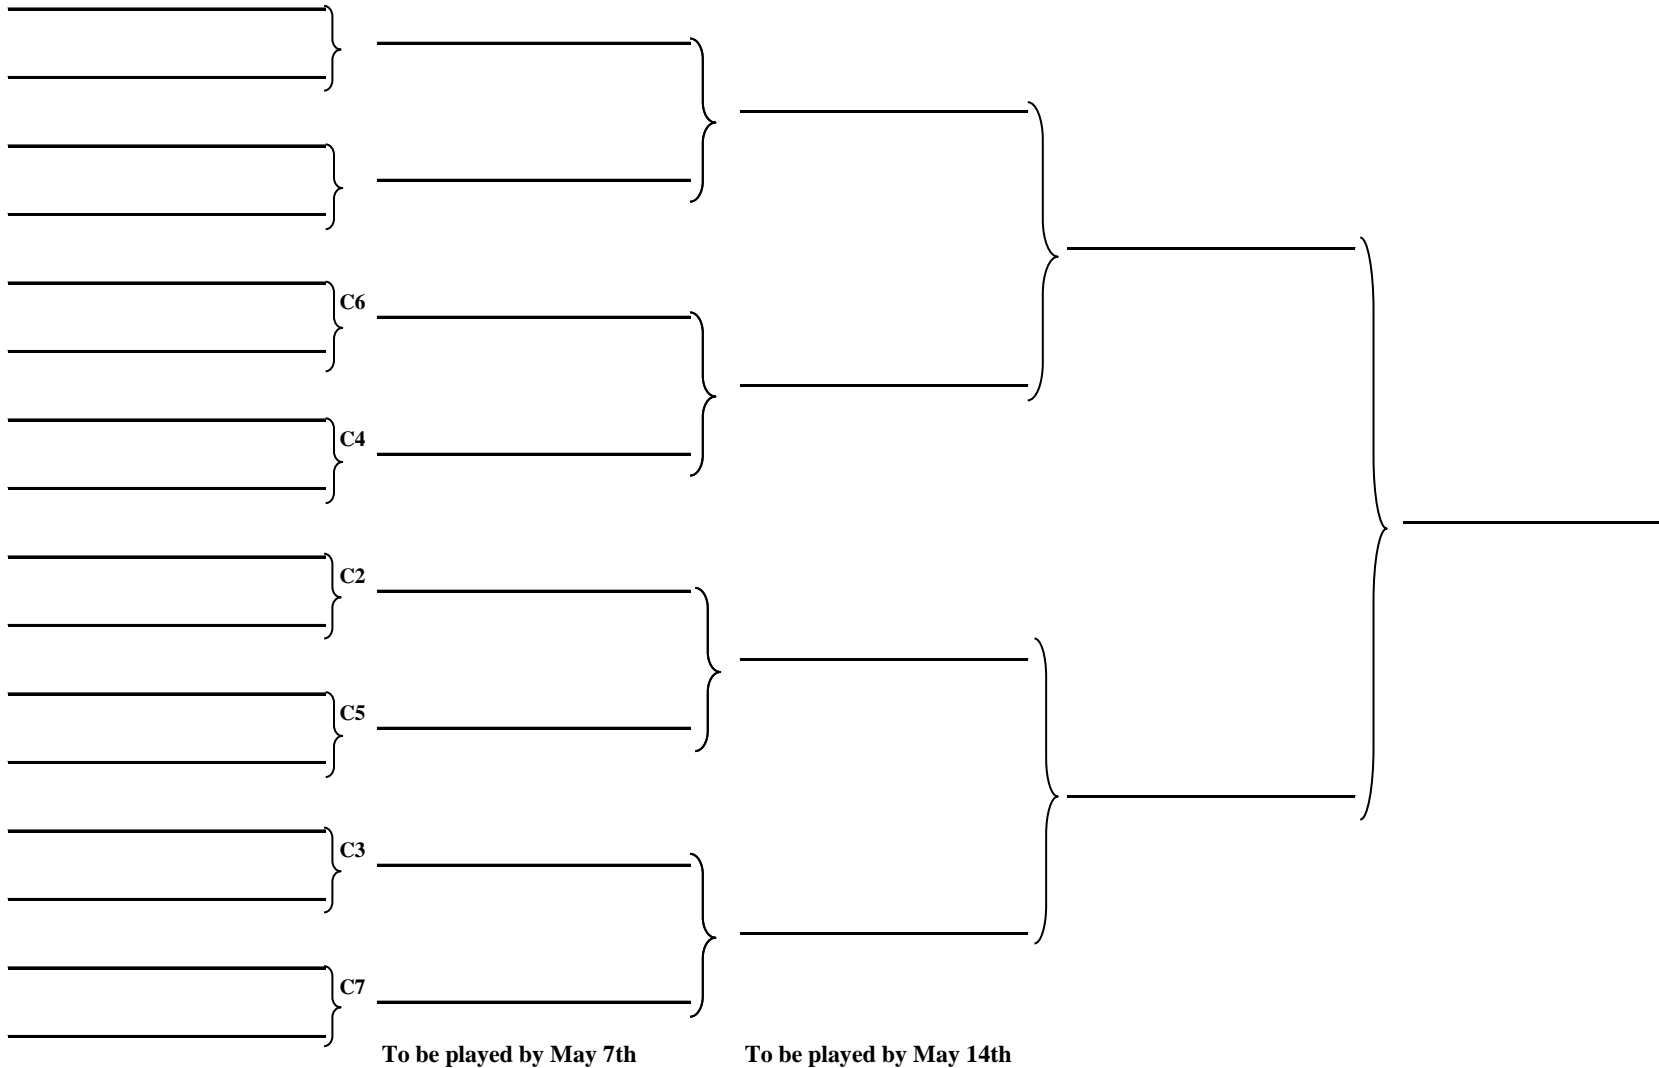 C6
C4
C2
C5
C3
C7
To be played by May 7th
To be played by May 14th